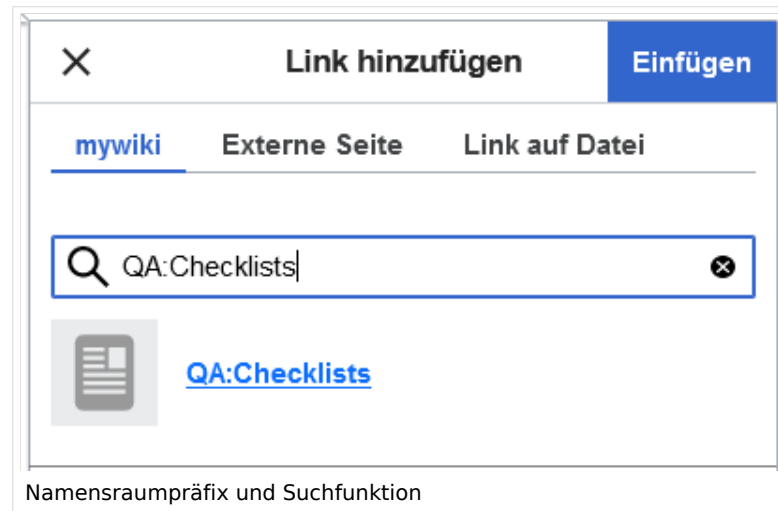 Link hinzufügen Einfügen
mywiki Externe Seite Link auf Datei
QA:Checklists
QA:Checklists
Namensraumpräfix und Suchfunktion